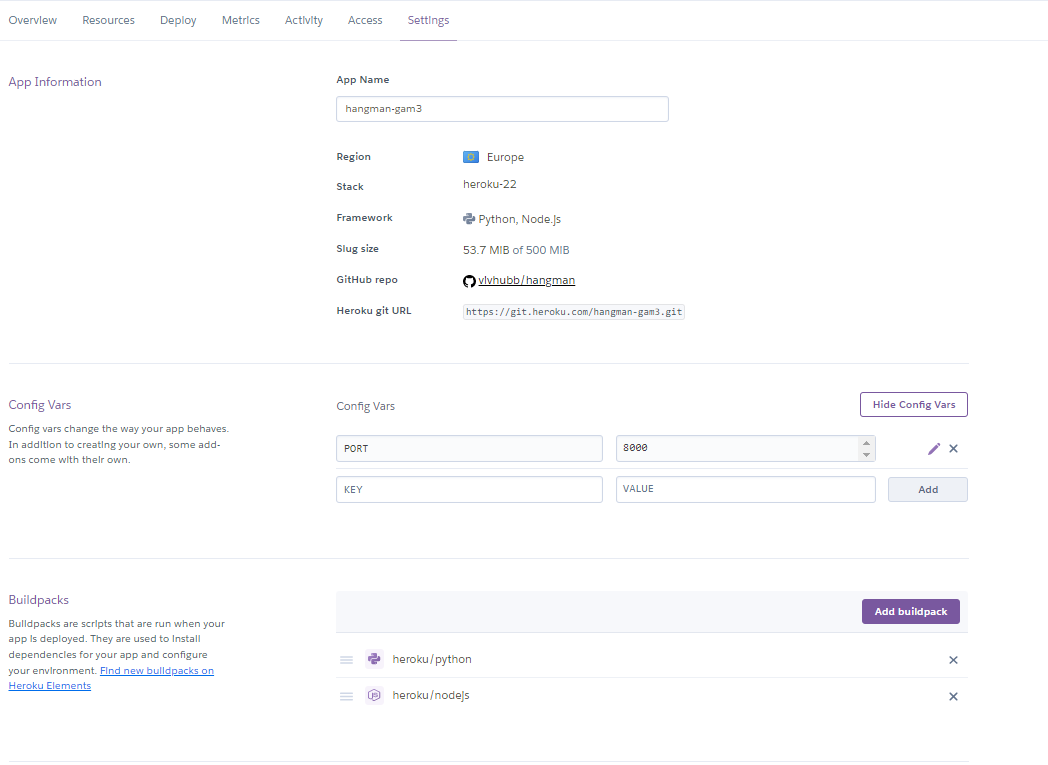 Overview Resources Deploy Metrics Activity Access Settings
App Information
App Name
hangman-gam3
Region Europe
Stack heroku-22
Framework Python, Node.js
Slug size 53.7 MiB of 500 MiB
GitHub repo vlvhubb/hangman
Heroku git URL https://git.heroku.com/hangman-gam3.git
Config Vars
Config vars change the way your app behaves.
In addition to creating your own, some add-
ons come with their own.
Config Vars Hide Config Vars
PORT 8000
KEY VALUE Add
Buildpacks
Buildpacks are scripts that are run when your
app is deployed. They are used to install
dependencies for your app and configure
your environment. Find new buildpacks on
Heroku Elements
Add buildpack
heroku/python
heroku/nodejs